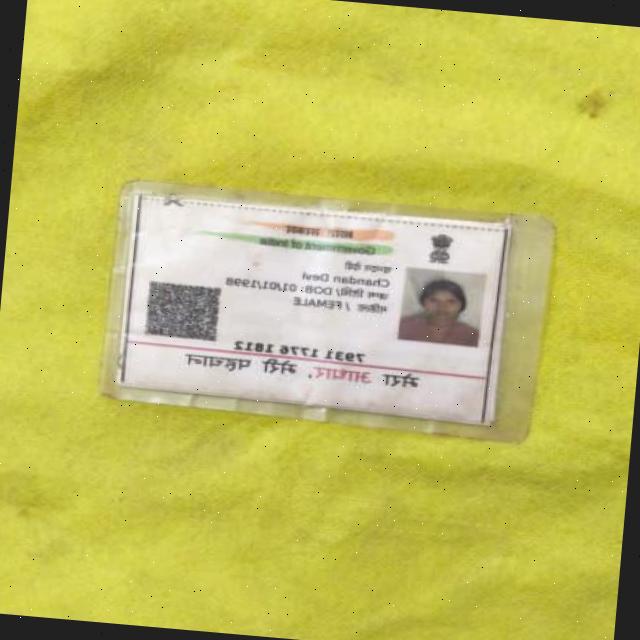 भारत सरकार
Government of India
चन्दन देवी
Chandan Devi
जन्म तिथि/ DOB: 01/01/1998
महिला / FEMALE
7931 1776 1812
मेरा आधार, मेरी पहचान